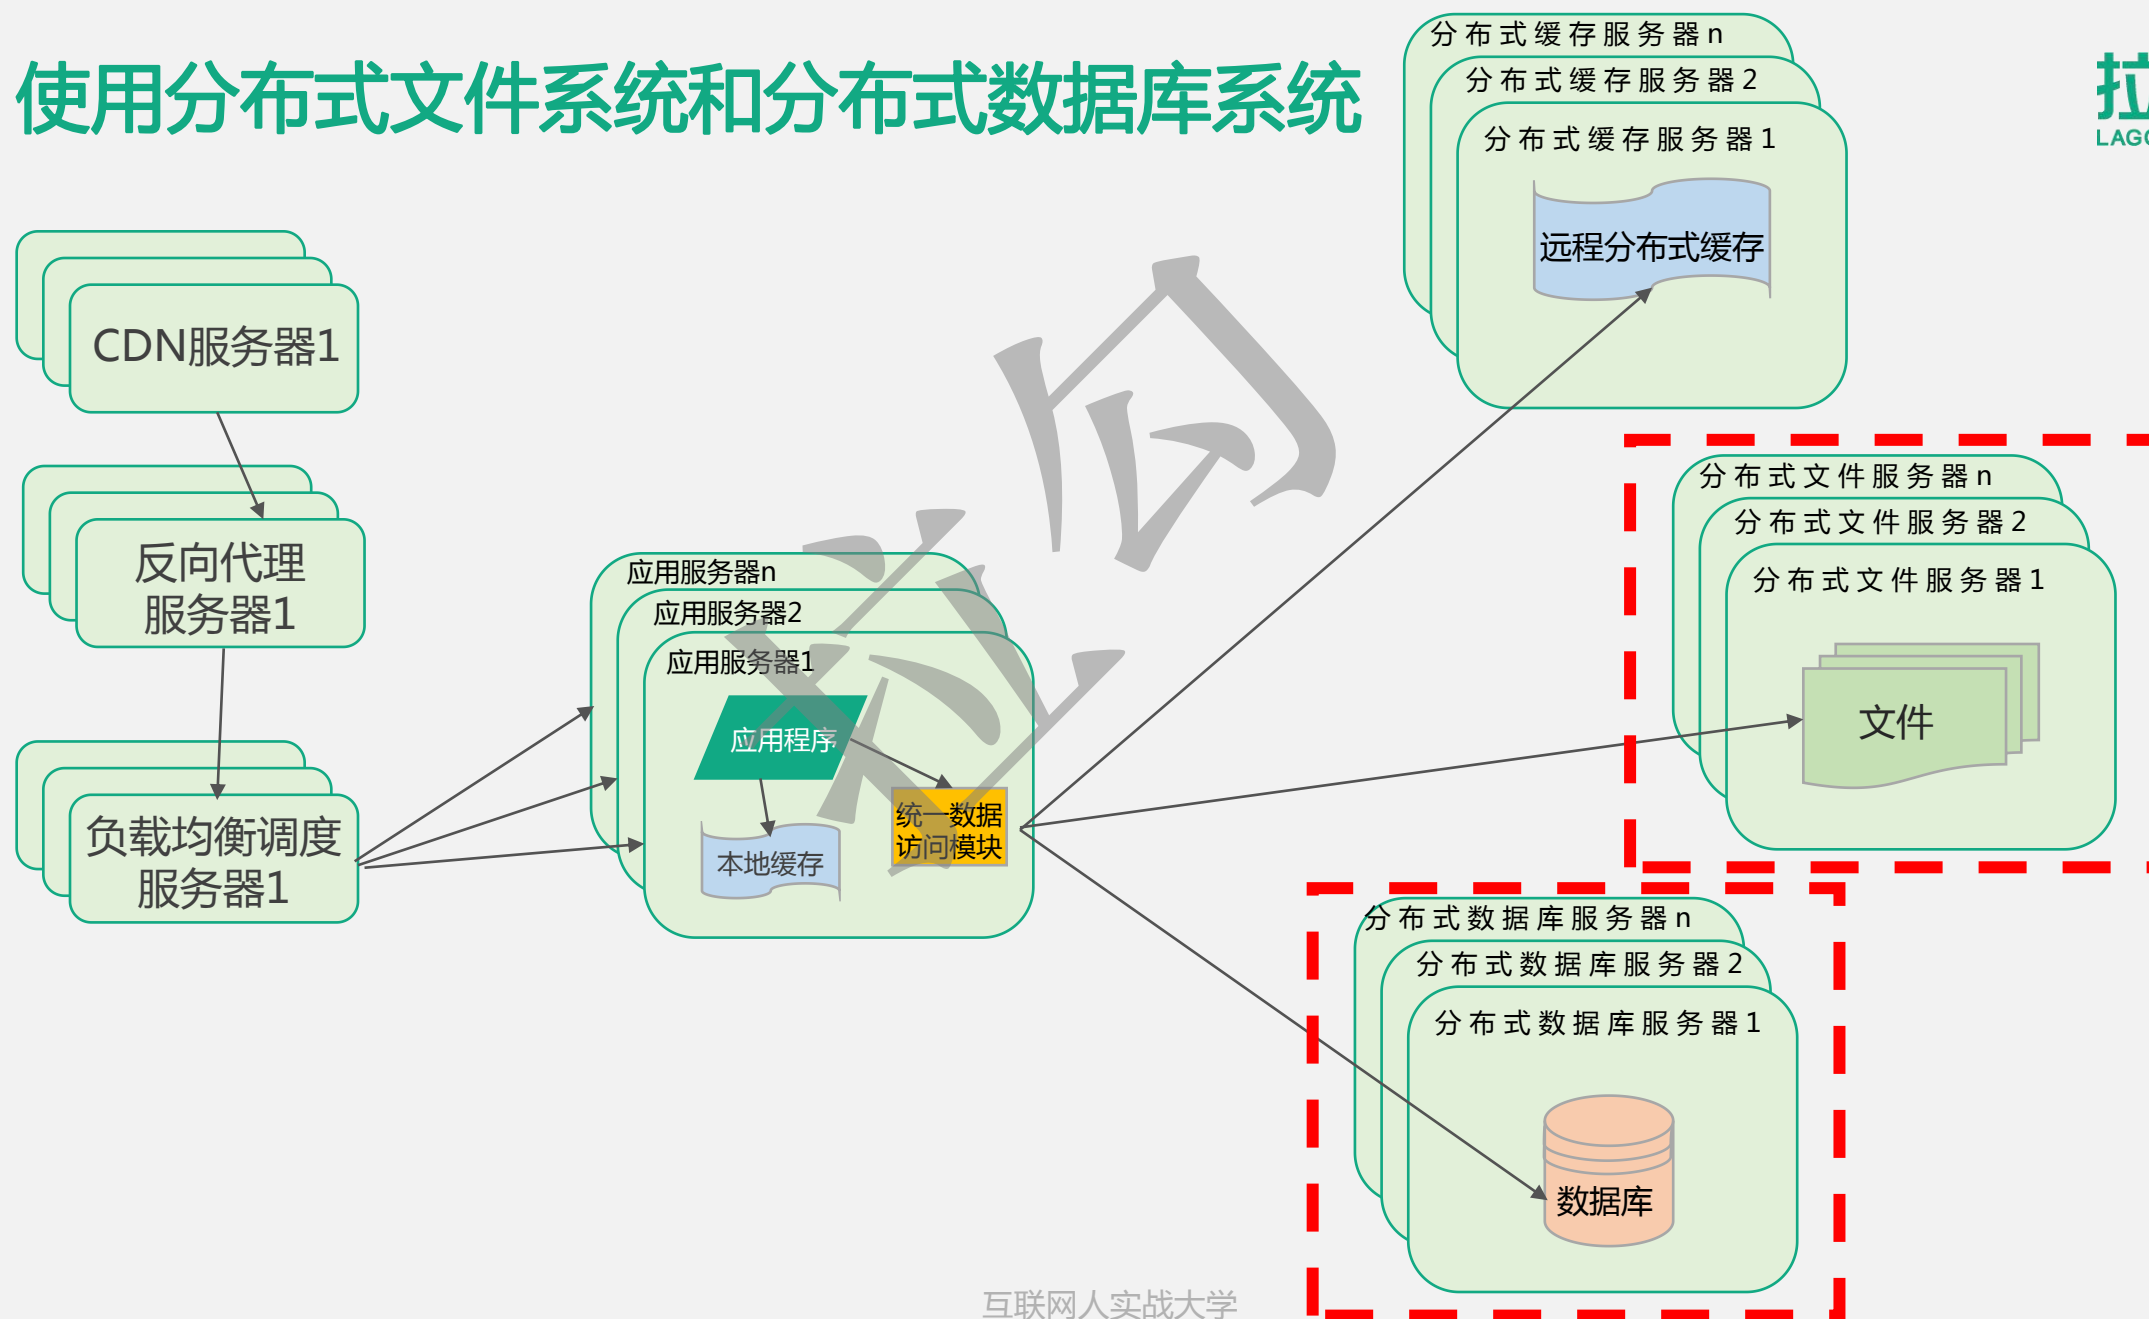 使用分布式文件系统和分布式数据库系统
分布式缓存服务器n
分布式缓存服务器2
分布式缓存服务器1
远程分布式缓存
拉
CDN服务器1
反向代理
服务器1
负载均衡调度
服务器1
应用服务器n
应用服务器2
应用服务器1
应用程序
本地缓存
统一数据
访问模块
分布式文件服务器n
分布式文件服务器2
分布式文件服务器1
文件
分布式数据库服务器n
分布式数据库服务器2
分布式数据库服务器1
数据库
拉勾
互联网人实战大学